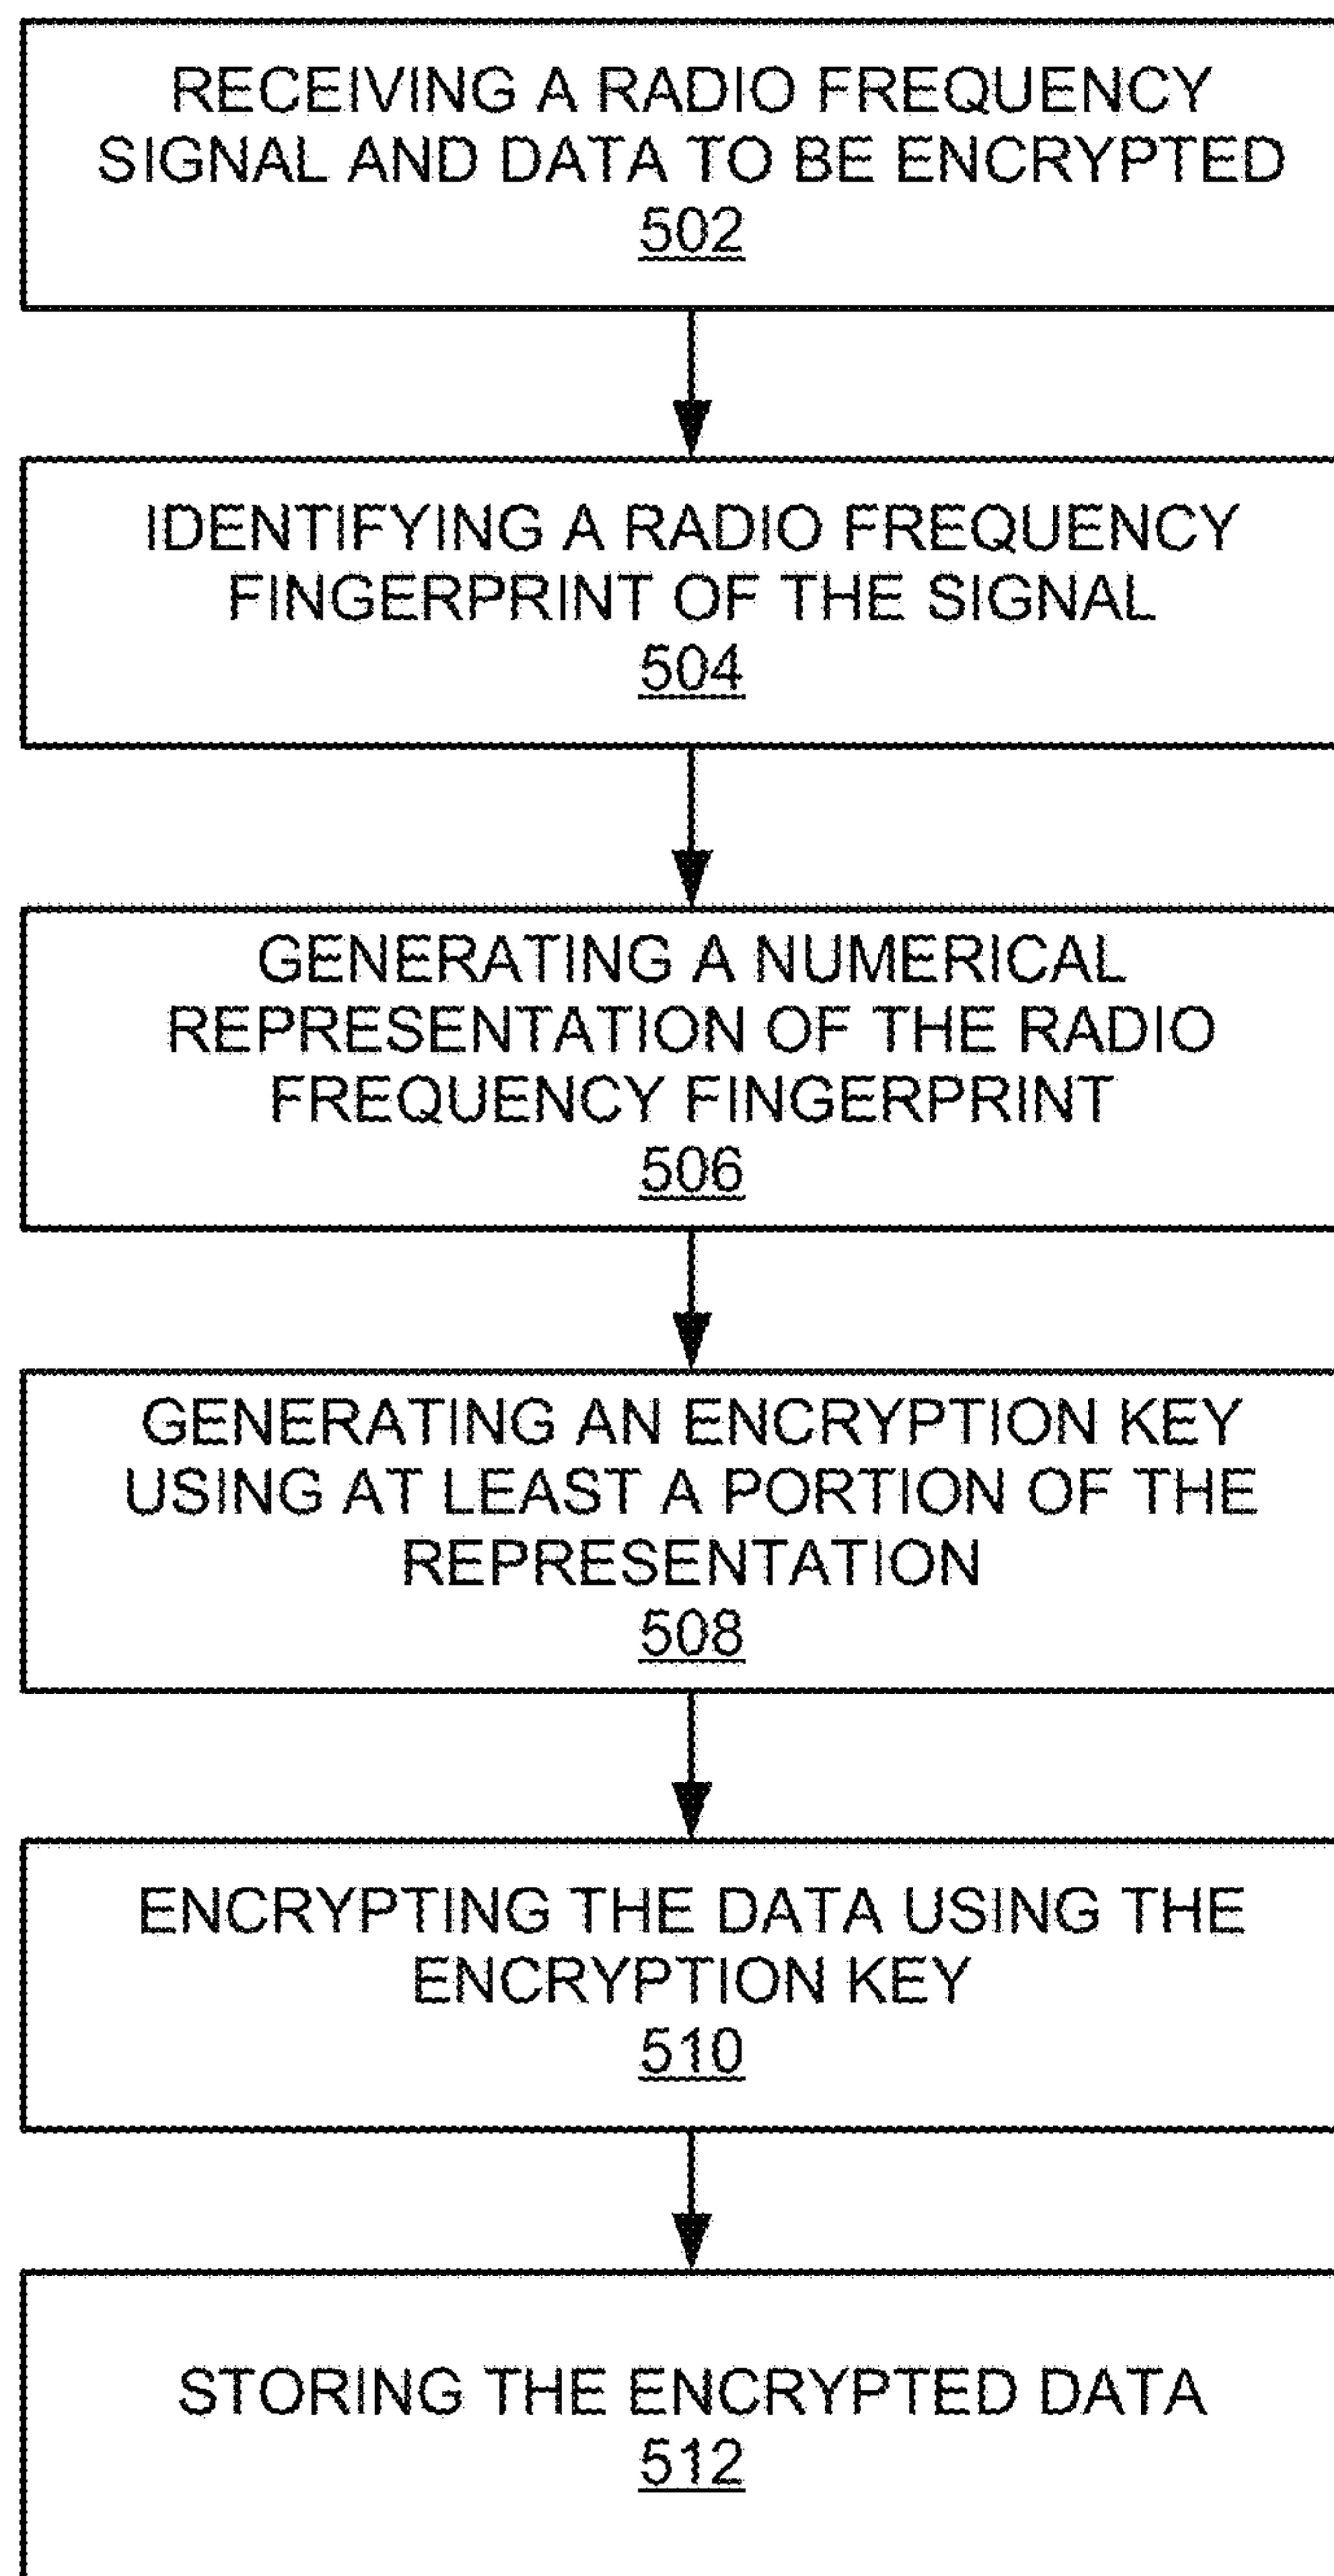 RECEIVING A RADIO FREQUENCY
SIGNAL AND DATA TO BE ENCRYPTED
502
IDENTIFYING A RADIO FREQUENCY
FINGERPRINT OF THE SIGNAL
504
GENERATING A NUMERICAL
REPRESENTATION OF THE RADIO
FREQUENCY FINGERPRINT
506
GENERATING AN ENCRYPTION KEY
USING AT LEAST A PORTION OF THE
REPRESENTATION
508
ENCRYPTING THE DATA USING THE
ENCRYPTION KEY
510
STORING THE ENCRYPTED DATA
512